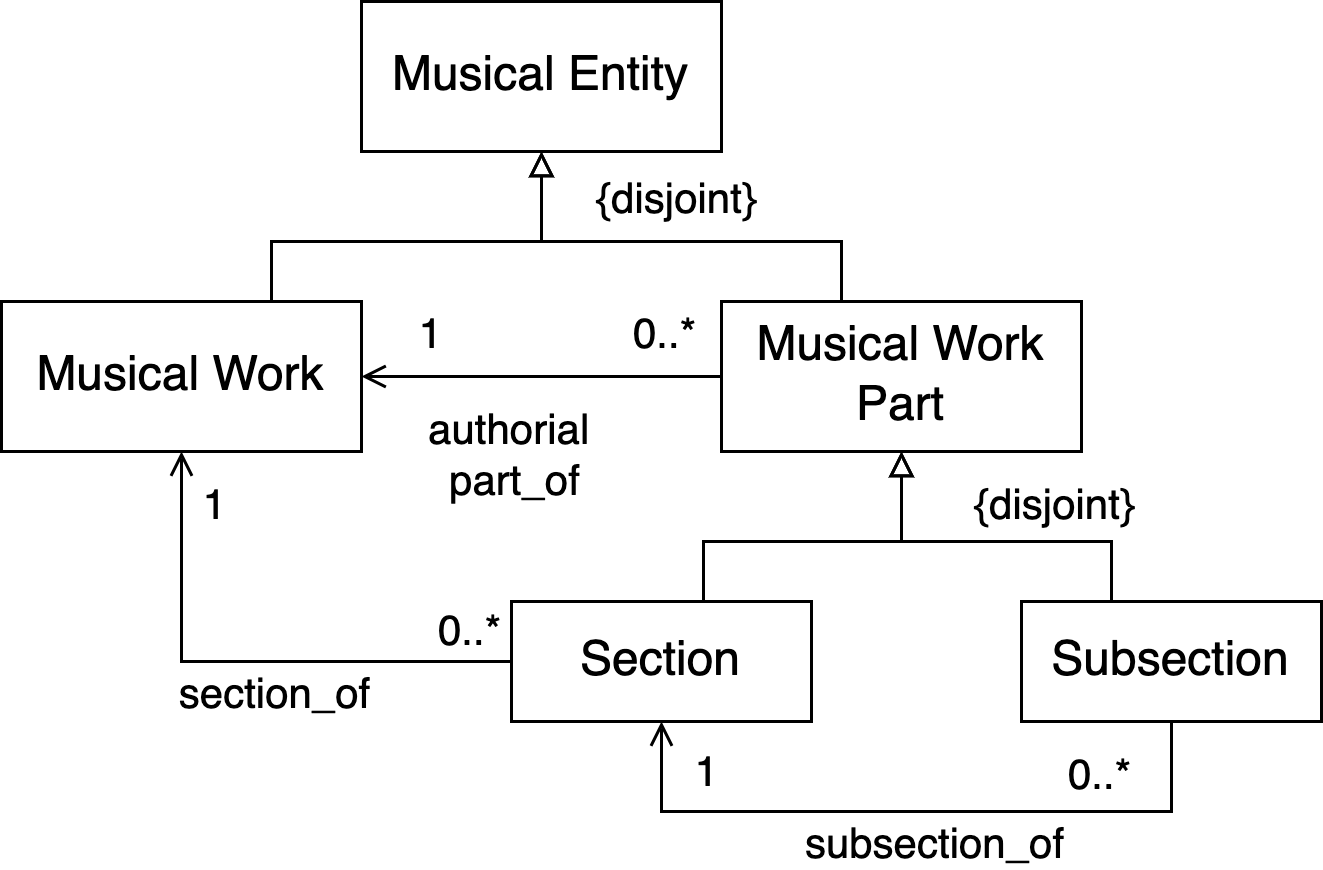 Musical Entity
{disjoint}
Musical Work
1
0..*
Musical Work
Part
authorial
part_of
1
{disjoint}
0..*
section_of
Section
Subsection
1
0..*
subsection_of